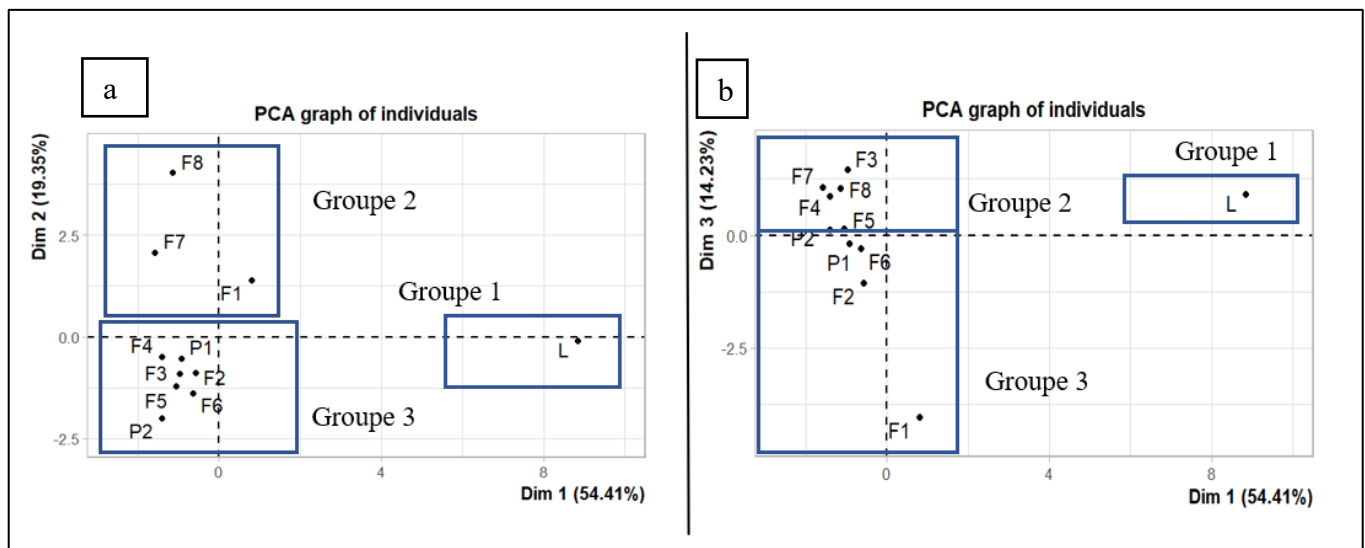 a
PCA graph of individuals
Dim 2 (19.35%)
2.5
0.0
-2.5
F8
F7
F1
Groupe 2
Groupe 1
L
F4
P1
F3
F2
F5
F6
P2
Groupe 3
0
4
8
Dim 1 (54.41%)
b
PCA graph of individuals
Dim 3 (14.23%)
0.0
-2.5
Groupe 1
L
F3
F7
F8
F4
Groupe 2
F5
P2
P1
F6
F2
Groupe 3
F1
0
4
8
Dim 1 (54.41%)